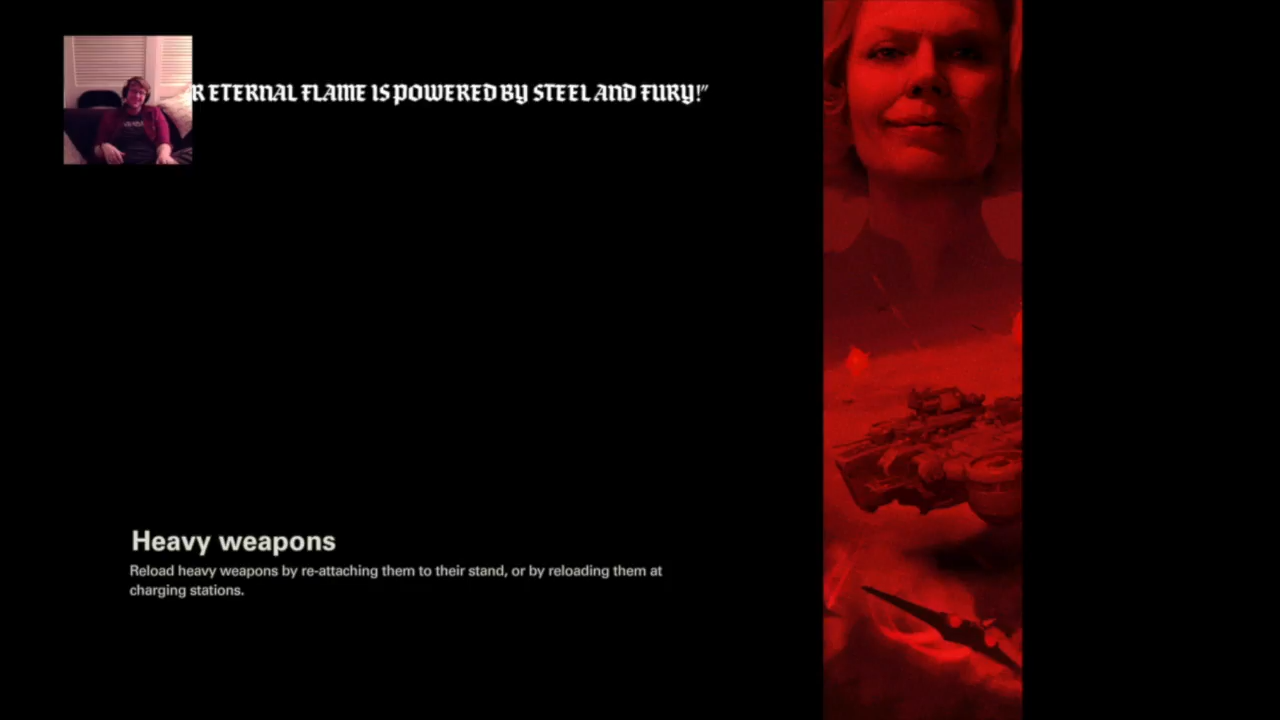 R ETERNAL FLAME IS POWERED BY STEEL AND FURY!”
Heavy weapons
Reload heavy weapons by re-attaching them to their stand, or by reloading them at
charging stations.